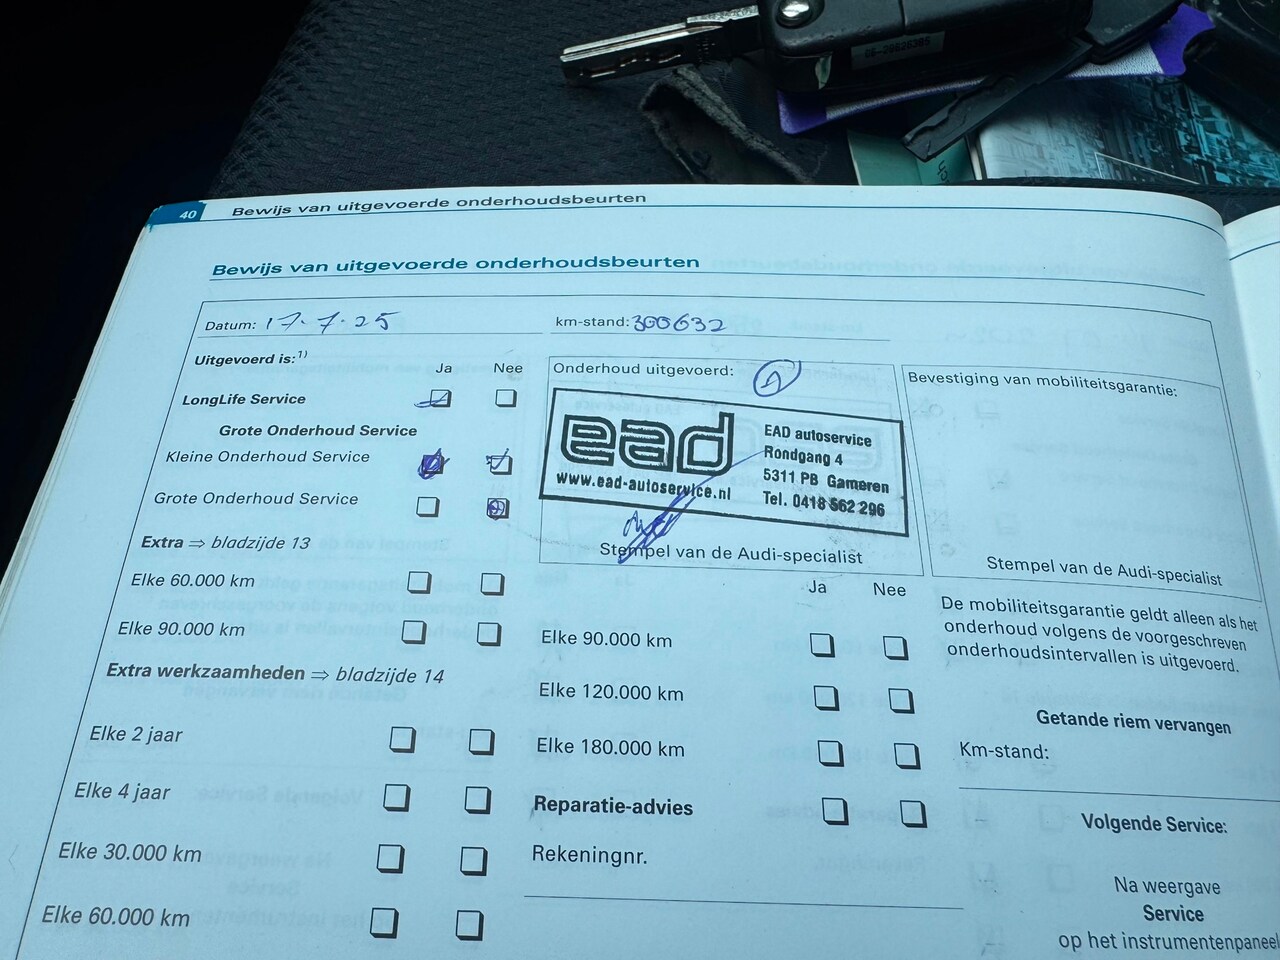 40 Bewijs van uitgevoerde onderhoudsbeurten
Bewijs van uitgevoerde onderhoudsbeurten
Datum: 17-7-25
km-stand: 300632
Uitgevoerd is:1)
Ja Nee
LongLife Service
Grote Onderhoud Service
Kleine Onderhoud Service
Grote Onderhoud Service
Extra ⇒ bladzijde 13
Elke 60.000 km
Elke 90.000 km
Extra werkzaamheden ⇒ bladzijde 14
Elke 2 jaar
Elke 4 jaar
Elke 30.000 km
Elke 60.000 km
Onderhoud uitgevoerd:
ead
www.ead-autoservice.nl
EAD autoservice
Rondgang 4
5311 PB Gameren
Tel. 0418 562 296
Stempel van de Audi-specialist
Ja Nee
Elke 90.000 km
Elke 120.000 km
Elke 180.000 km
Reparatie-advies
Rekeningnr.
Bevestiging van mobiliteitsgarantie:
Stempel van de Audi-specialist
De mobiliteitsgarantie geldt alleen als het
onderhoud volgens de voorgeschreven
onderhoudsintervallen is uitgevoerd.
Getande riem vervangen
Km-stand:
Volgende Service:
Na weergave
Service
op het instrumentenpaneel